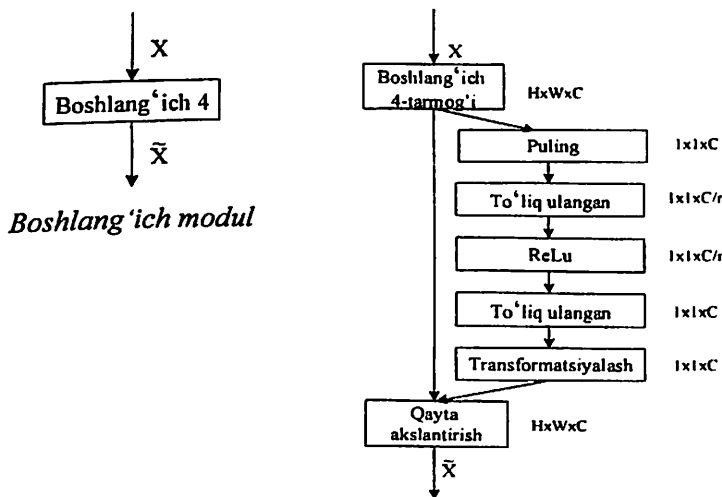 X
Boshlang‘ich 4
X̃
Boshlang‘ich modul
X
Boshlang‘ich
4-tarmog‘i
HxWxC
Puling
1x1xC
To‘liq ulangan
1x1xC/r
ReLu
1x1xC/r
To‘liq ulangan
1x1xC
Transformatsiyalash
1x1xC
Qayta
akslantirish
HxWxC
X̃